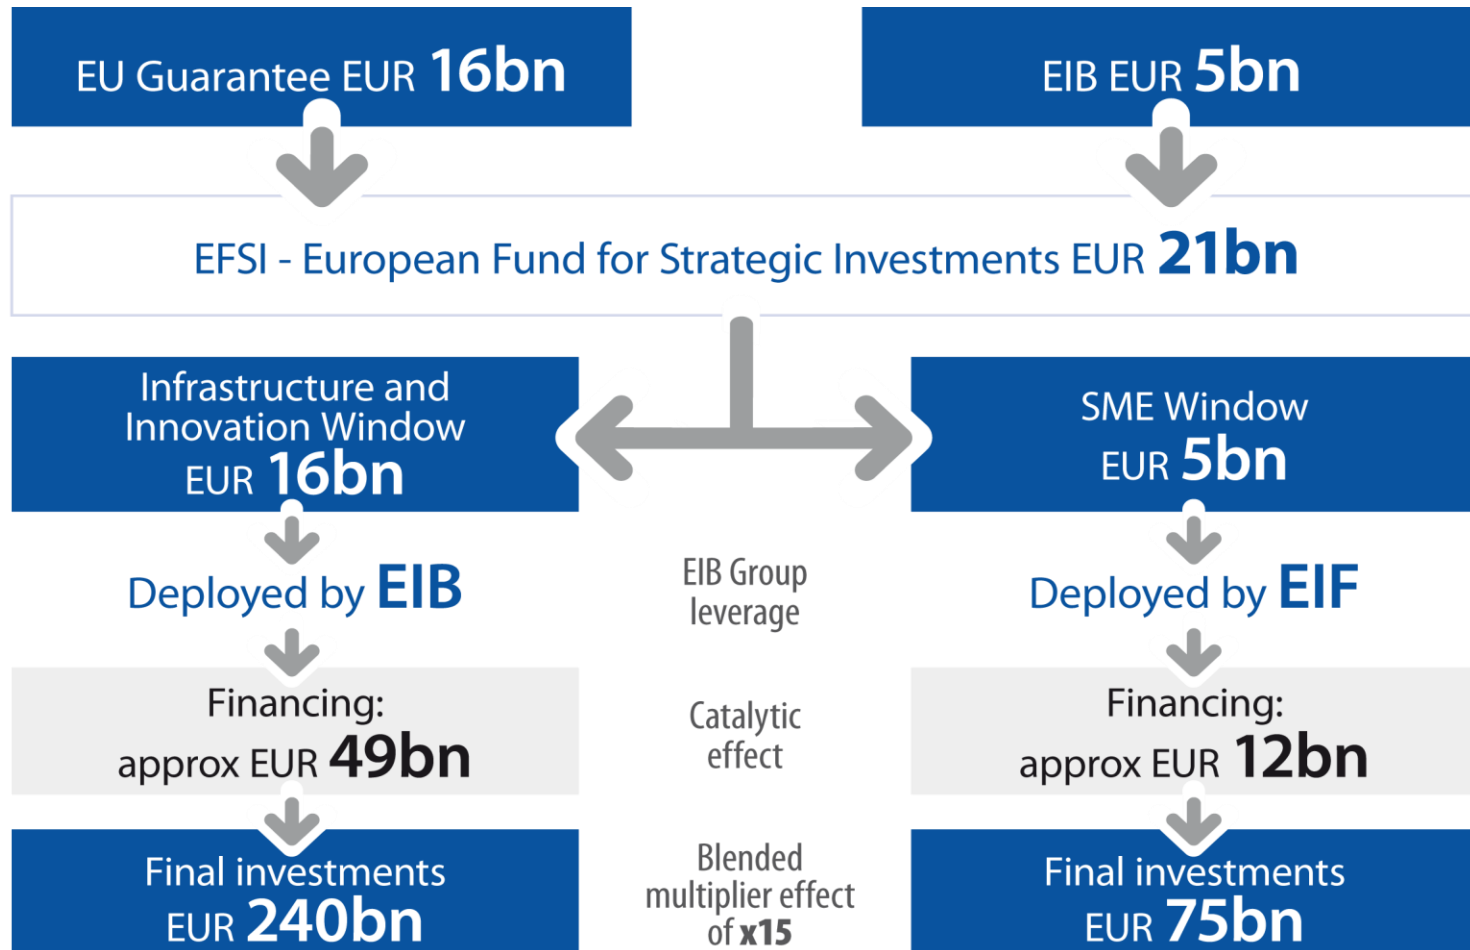 EU Guarantee EUR 16bn
EIB EUR 5bn
EFSI - European Fund for Strategic Investments EUR 21bn
Infrastructure and
Innovation Window
EUR 16bn
SME Window
EUR 5bn
Deployed by EIB
EIB Group
leverage
Deployed by EIF
Financing:
approx EUR 49bn
Catalytic
effect
Financing:
approx EUR 12bn
Final investments
EUR 240bn
Blended
multiplier effect
of x15
Final investments
EUR 75bn